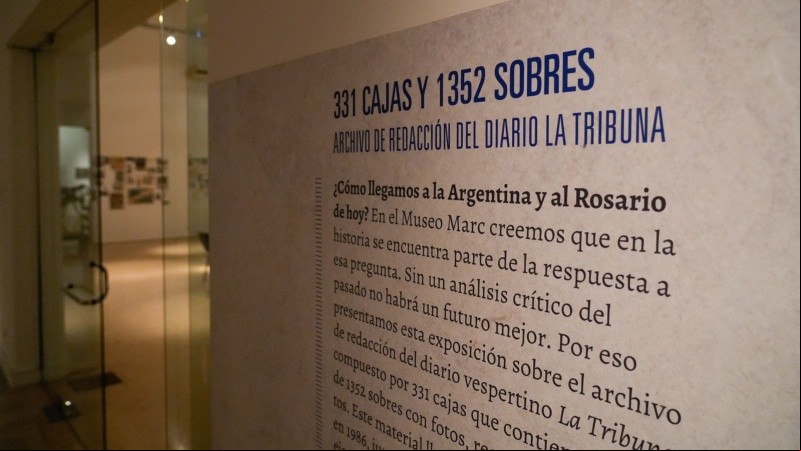 331 CAJAS Y 1352 SOBRES
ARCHIVO DE REDACCIÓN DEL DIARIO LA TRIBUNA
¿Cómo llegamos a la Argentina y al Rosario
de hoy? En el Museo Marc creemos que en la
historia se encuentra parte de la respuesta a
esa pregunta. Sin un análisis crítico del
pasado no habrá un futuro mejor. Por eso
presentamos esta exposición sobre el archivo
de redacción del diario vespertino La Tribuna
compuesto por 331 cajas que
de 1352 sobres con fotos,
tos. Este material
en 1986,